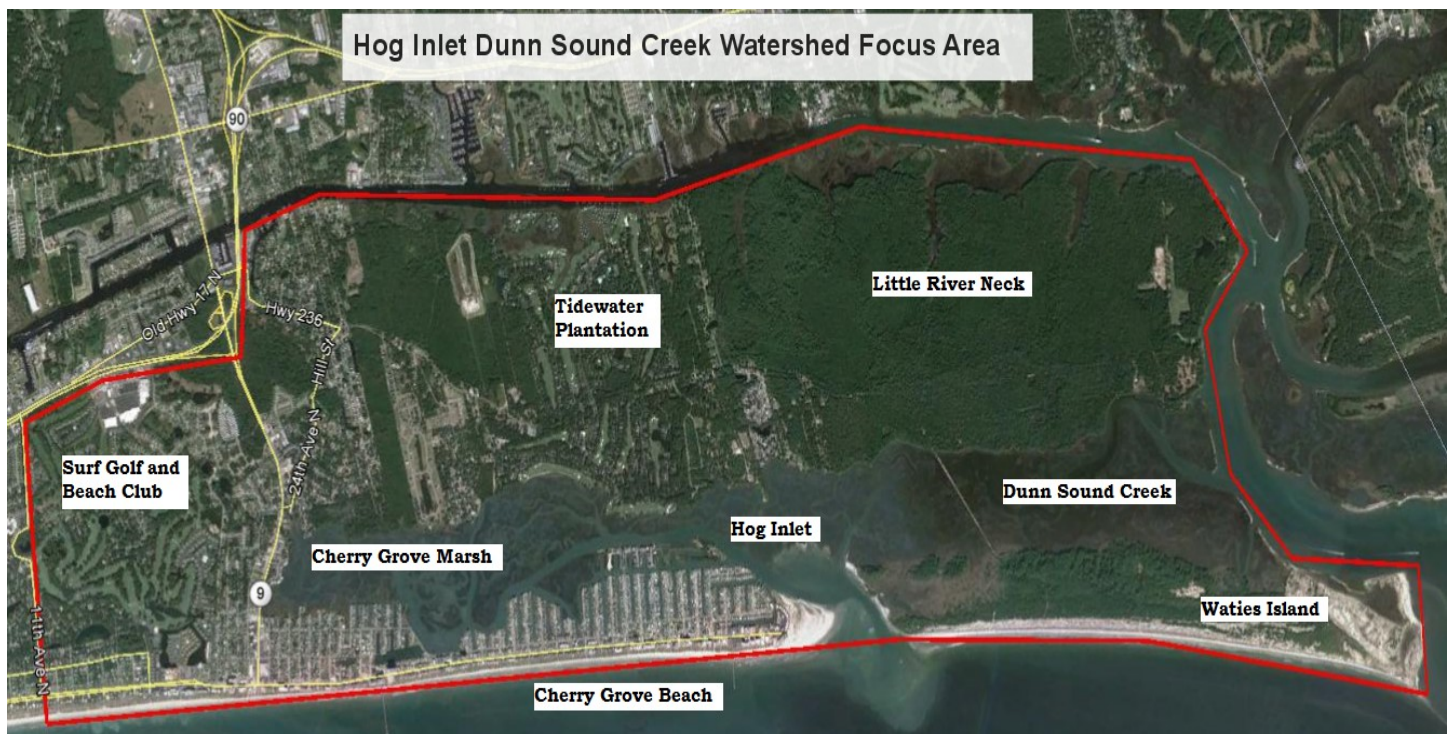 Hog Inlet Dunn Sound Creek Watershed Focus Area
90
Old Hwy 17 N
Hwy 236
Hill St
24th Ave N
Tidewater
Plantation
Little River Neck
Surf Golf and
Beach Club
Dunn Sound Creek
Hog Inlet
Cherry Grove Marsh
9
Waties Island
11th Ave N
Cherry Grove Beach